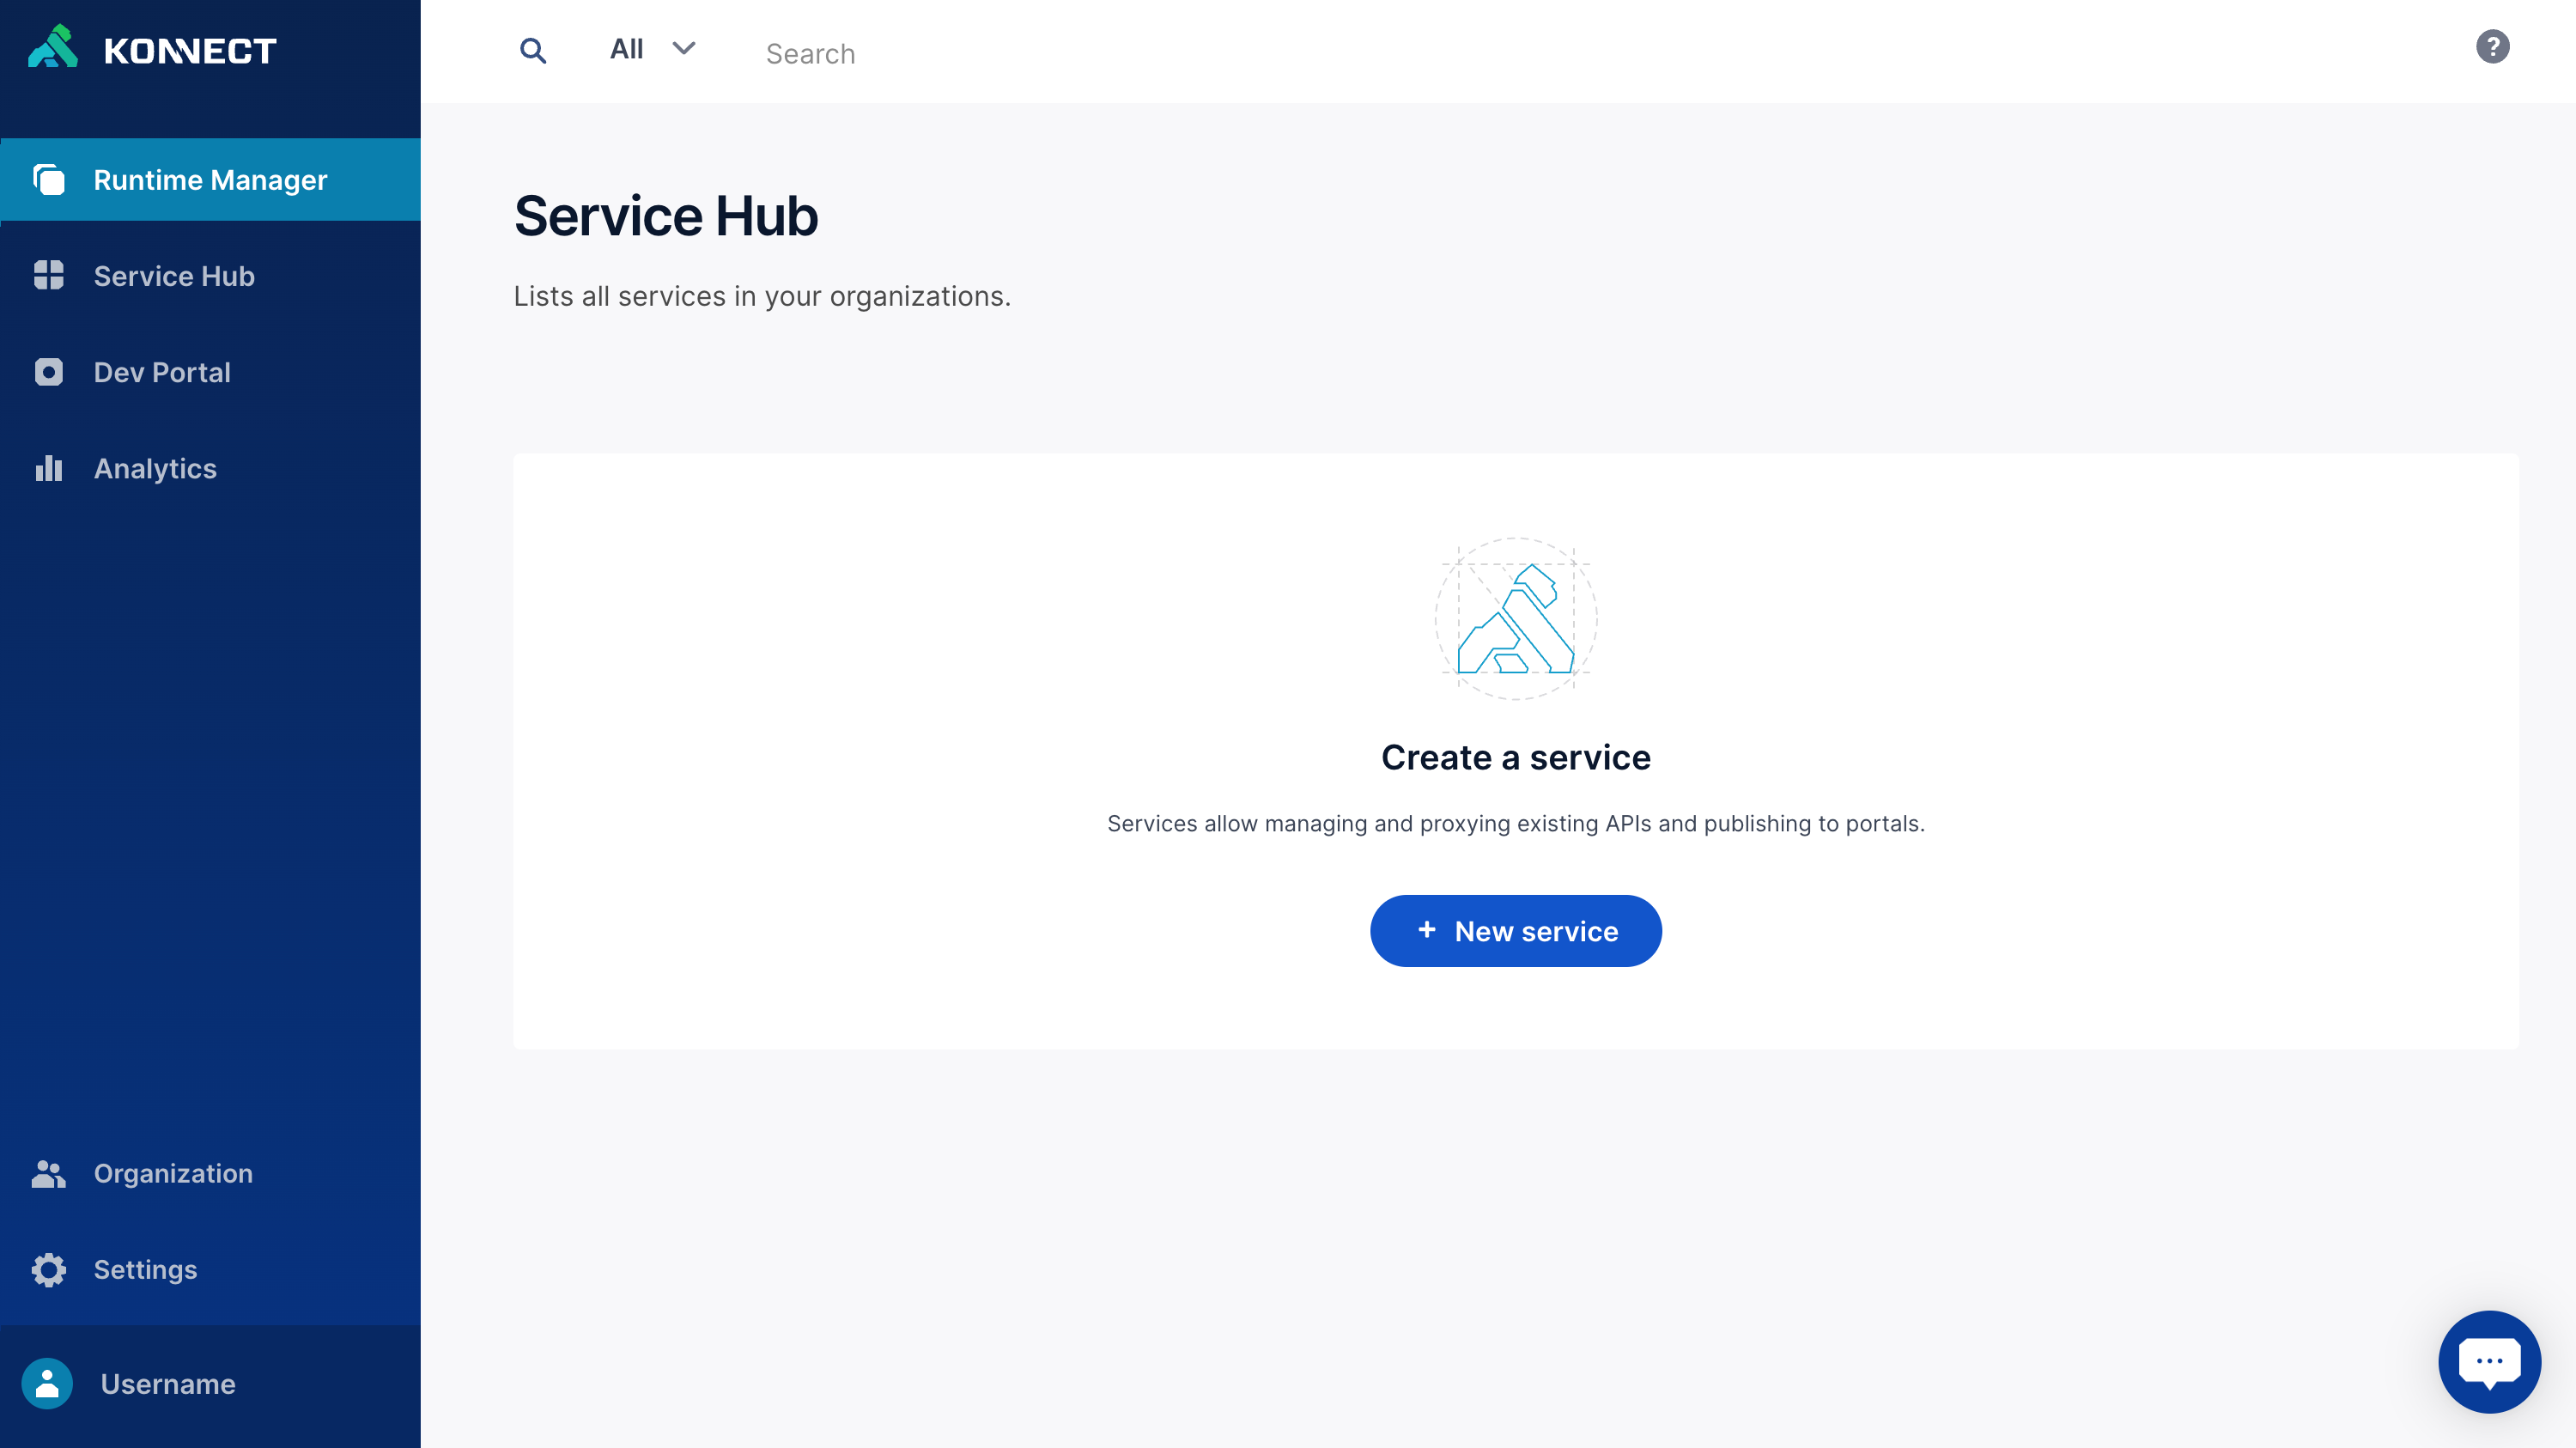 KONNECT
All
Search
?
Runtime Manager
Service Hub
Dev Portal
Analytics
Organization
Settings
Username
Service Hub
Lists all services in your organizations.
Create a service
Services allow managing and proxying existing APIs and publishing to portals.
+ New service